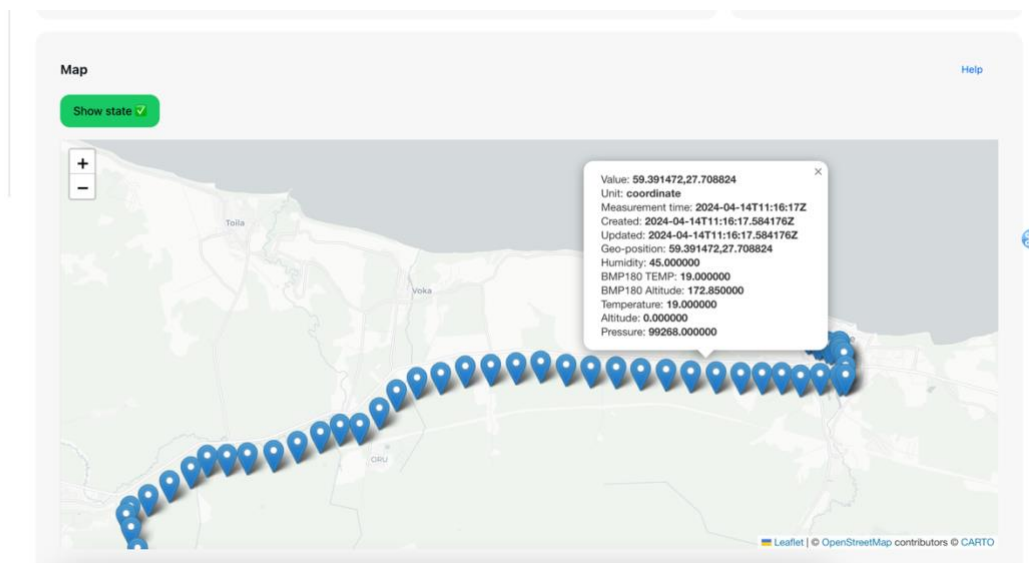 Map
Help
Show state ✅
+
−
Toila
Voka
ORU
×
Value: 59.391472,27.708824
Unit: coordinate
Measurement time: 2024-04-14T11:16:17Z
Created: 2024-04-14T11:16:17.584176Z
Updated: 2024-04-14T11:16:17.584176Z
Geo-position: 59.391472,27.708824
Humidity: 45.000000
BMP180 TEMP: 19.000000
BMP180 Altitude: 172.850000
Temperature: 19.000000
Altitude: 0.000000
Pressure: 99268.000000
Leaflet | © OpenStreetMap contributors © CARTO